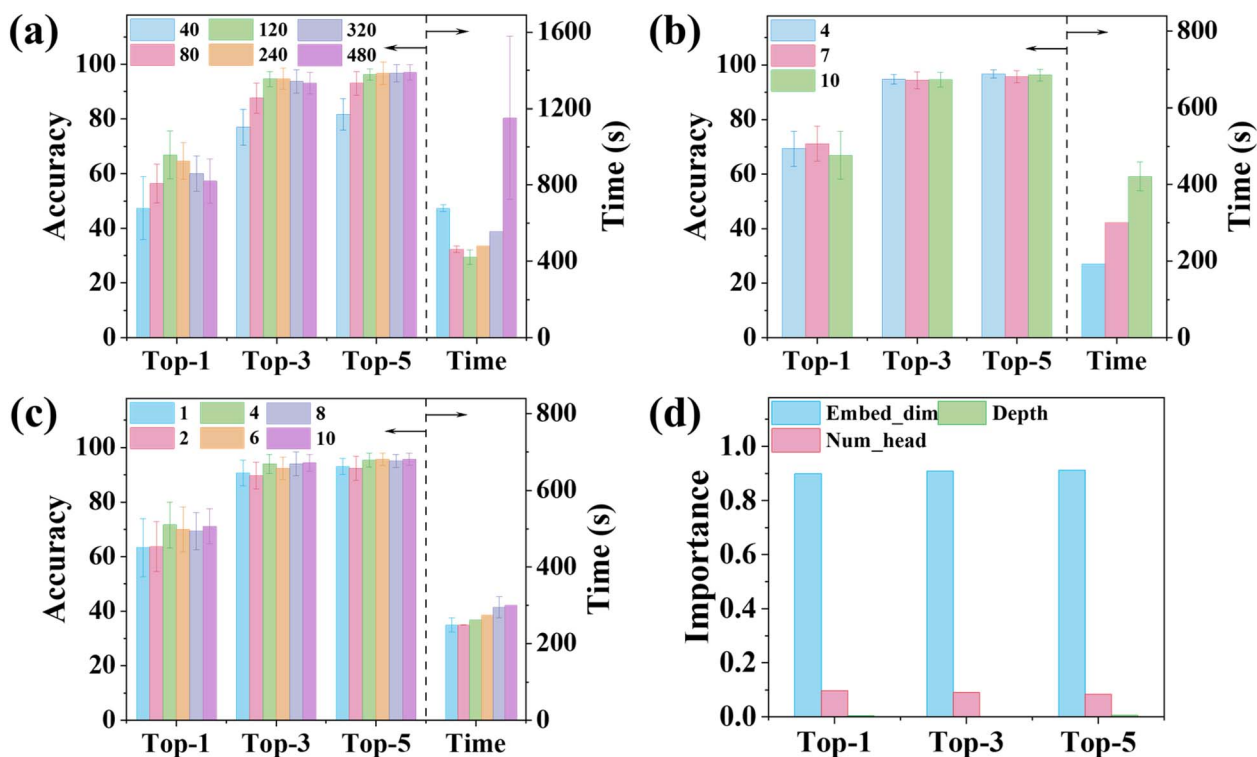 (a)
40 120 320
80 240 480
Accuracy
100
80
60
40
20
0
Time (s)
1600
1200
800
400
0
Top-1 Top-3 Top-5 Time
(b)
4
7
10
Accuracy
100
80
60
40
20
0
Time (s)
800
600
400
200
0
Top-1 Top-3 Top-5 Time
(c)
1 4 8
2 6 10
Accuracy
100
80
60
40
20
0
Time (s)
800
600
400
200
0
Top-1 Top-3 Top-5 Time
(d)
Embed_dim Depth
Num_head
Importance
1.0
0.8
0.6
0.4
0.2
0.0
Top-1 Top-3 Top-5